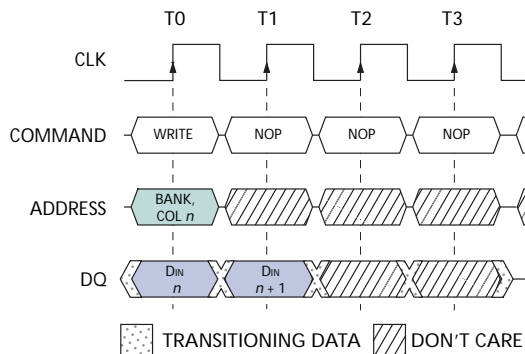 T0 T1 T2 T3
CLK
COMMAND WRITE NOP NOP NOP
ADDRESS BANK,
COL n
DQ DIN DIN
n n + 1
TRANSITIONING DATA DON'T CARE